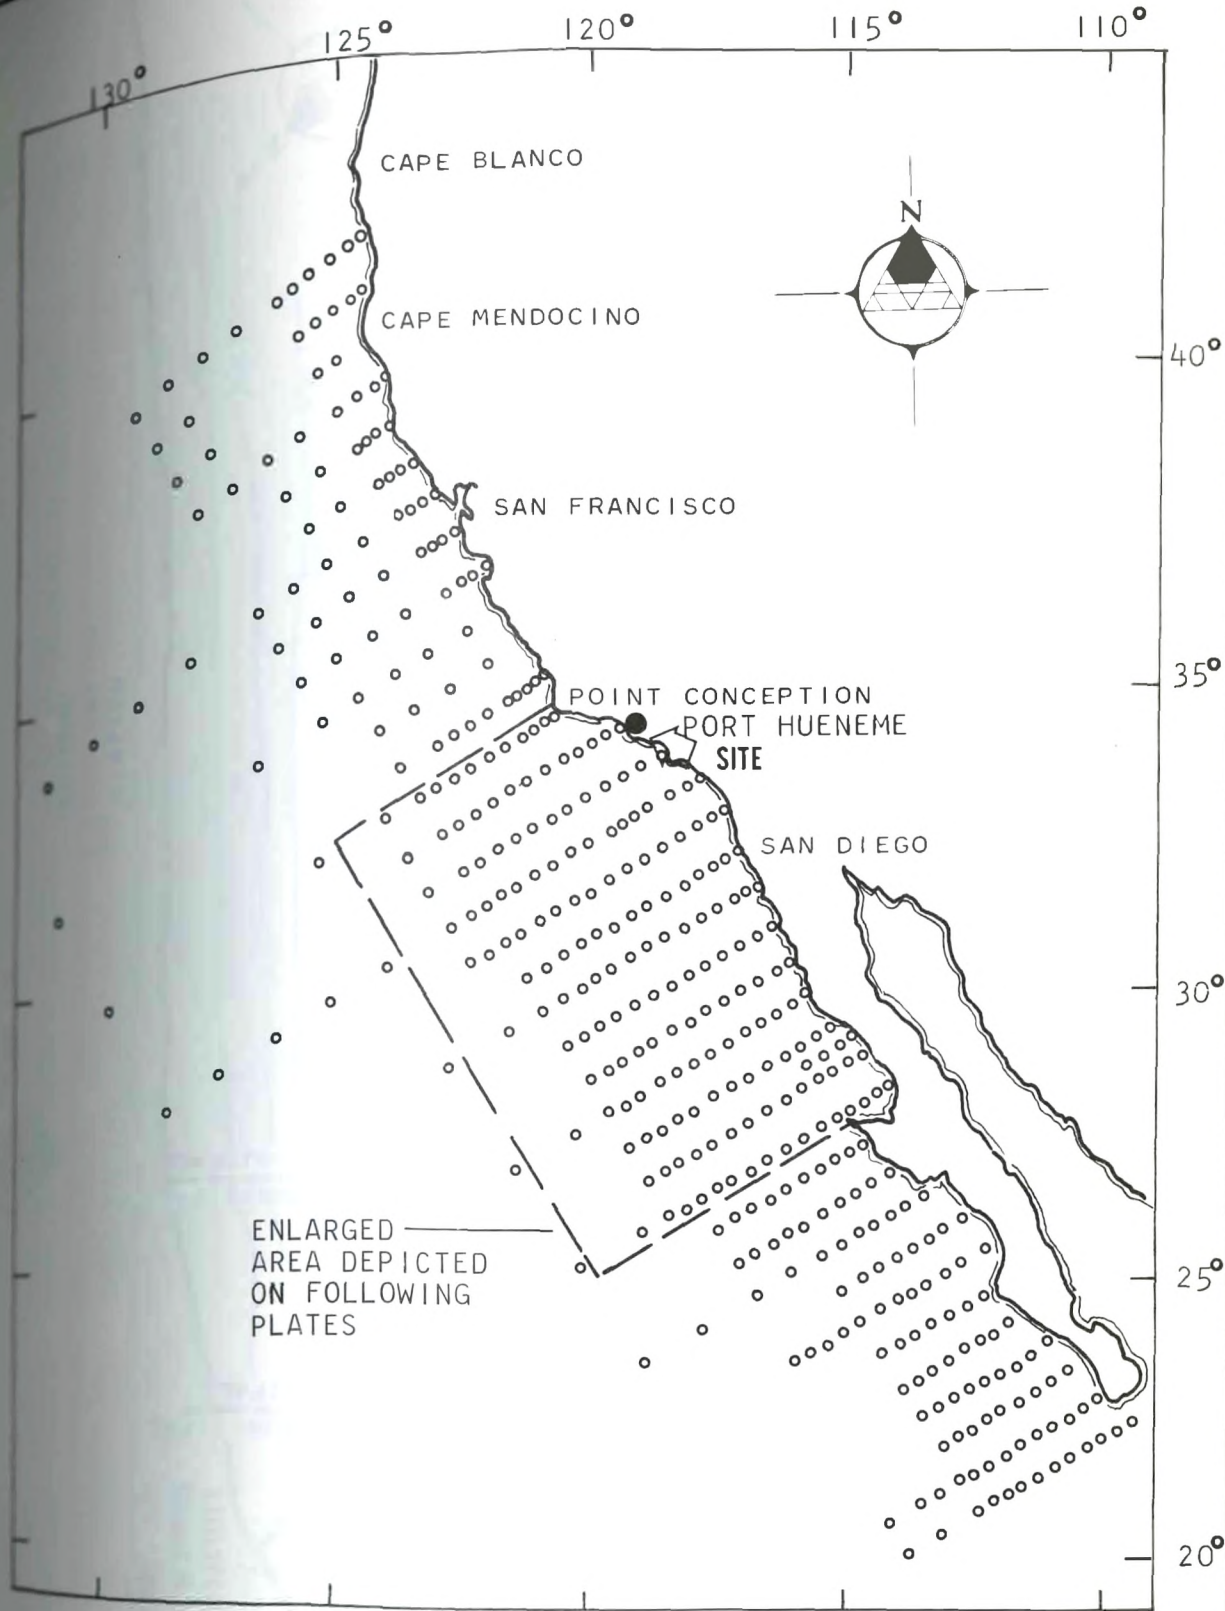 130° 125° 120° 115° 110°
N
CAPE BLANCO
CAPE MENDOCINO
40°
SAN FRANCISCO
35°
POINT CONCEPTION
PORT HUENEME
SITE
SAN DIEGO
30°
ENLARGED
AREA DEPICTED
ON FOLLOWING
PLATES
25°
20°